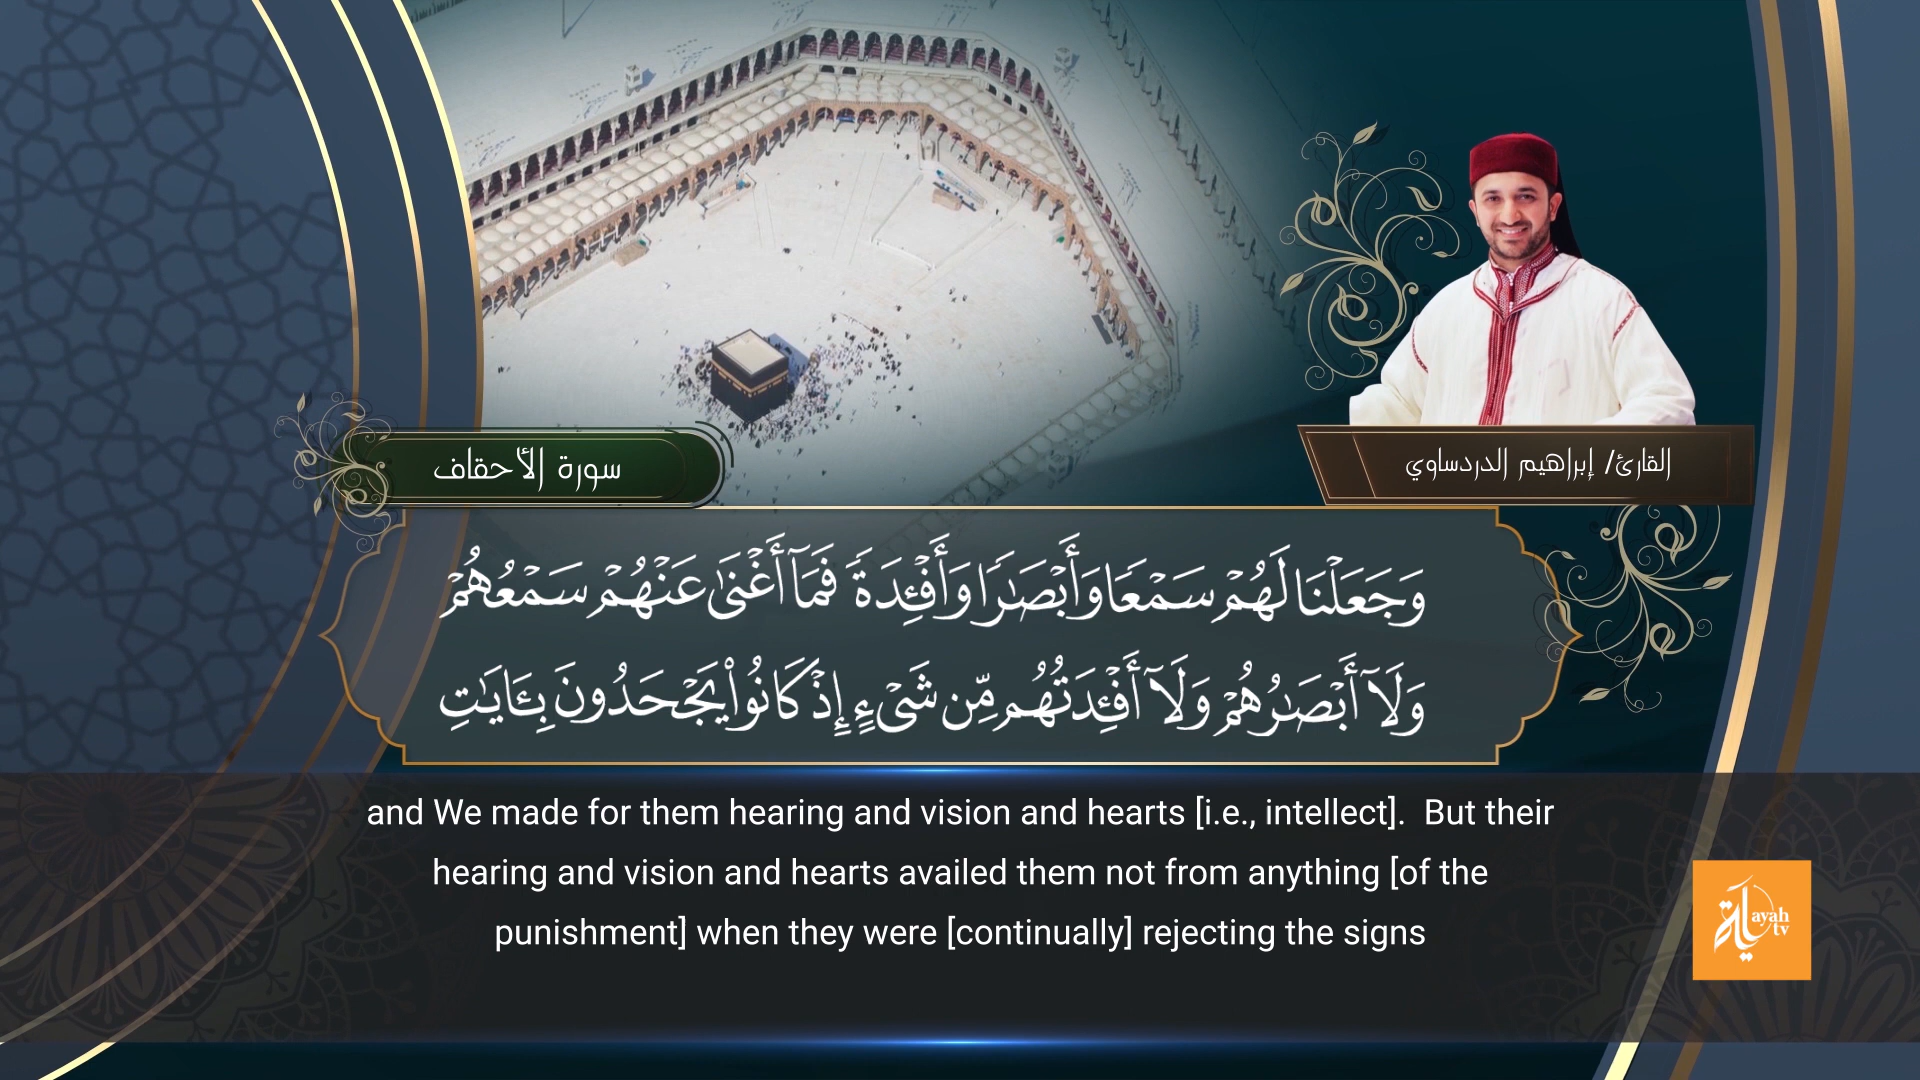 سورة الأحقاف
القارئ/ إبراهيم الدردساوي
وَجَعَلْنَا لَهُمْ سَمْعًا وَأَبْصَٰرًا وَأَفْـِٔدَةً فَمَآ أَغْنَىٰ عَنْهُمْ سَمْعُهُمْ
وَلَآ أَبْصَٰرُهُمْ وَلَآ أَفْـِٔدَتُهُم مِّن شَىْءٍ إِذْ كَانُوا۟ يَجْحَدُونَ بِـَٔايَٰتِ
and We made for them hearing and vision and hearts [i.e., intellect].  But their
hearing and vision and hearts availed them not from anything [of the
punishment] when they were [continually] rejecting the signs
آية
ayah
tv